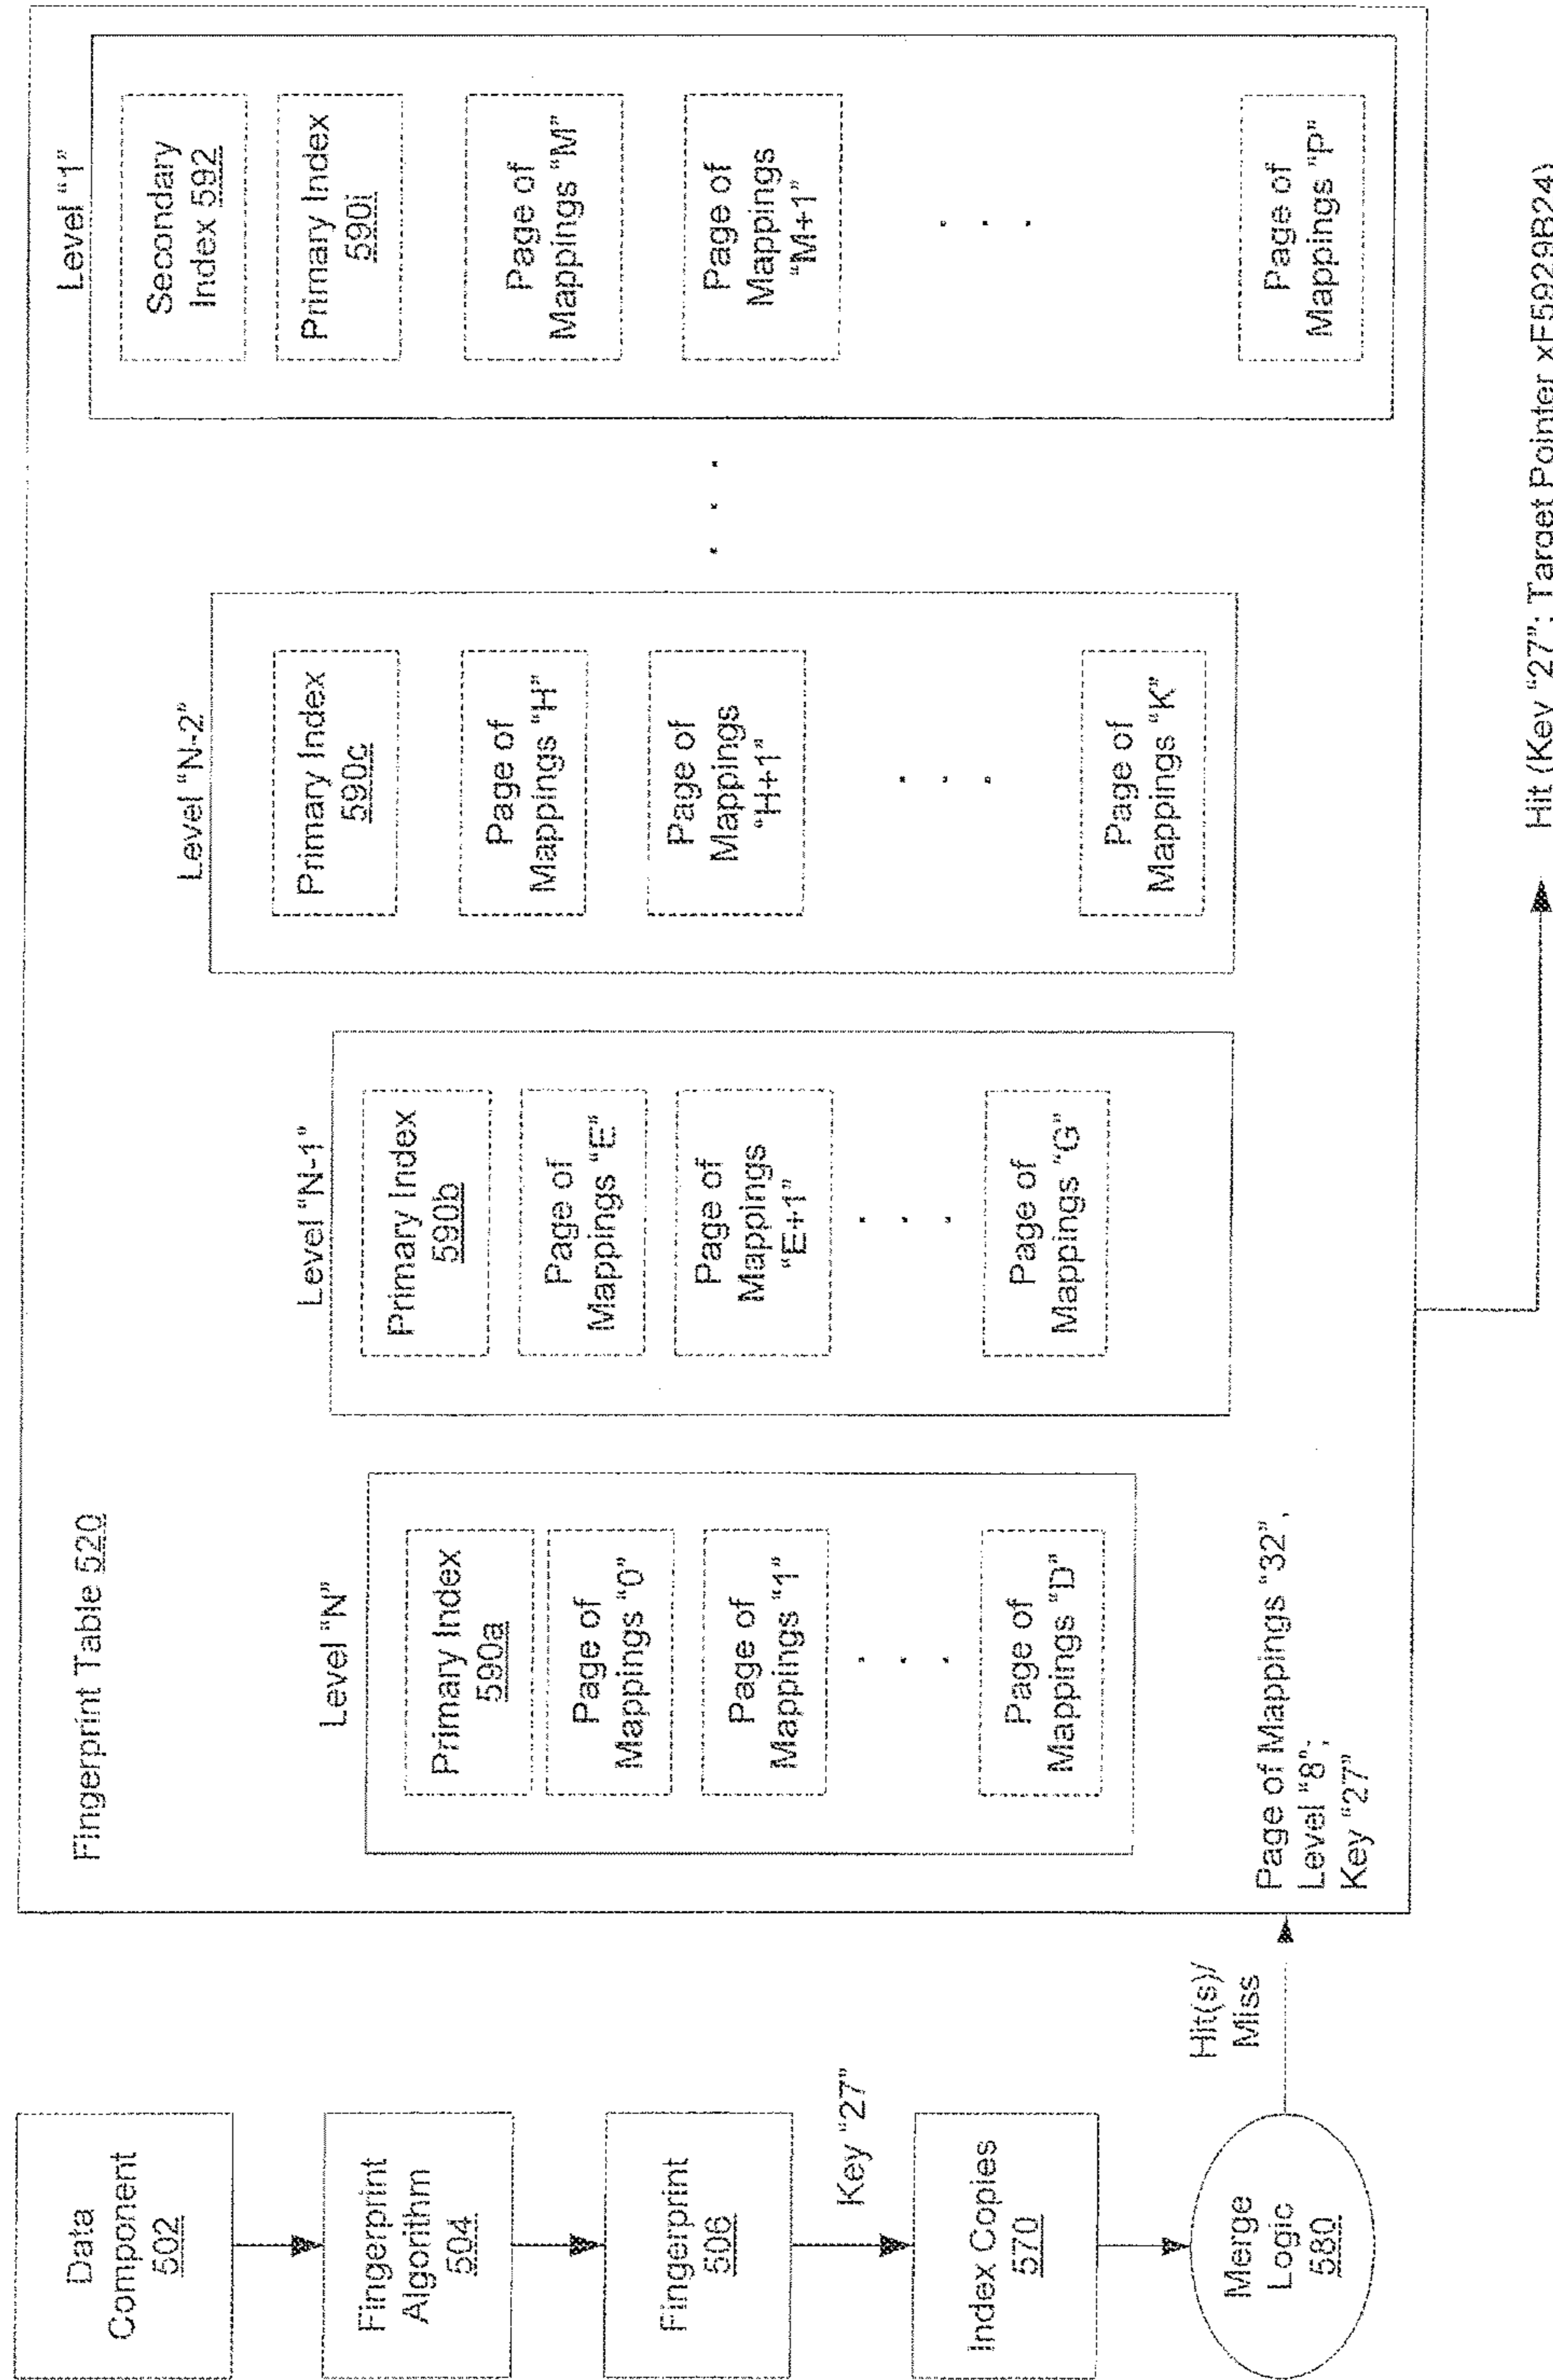 Data
Component
502
Fingerprint
Algorithm
504
Fingerprint
506
Key "27"
Index Copies
570
Merge
Logic
580
Hit(s)/
Miss
Fingerprint Table 520
Level "N"
Primary Index
590a
Page of
Mappings "0"
Page of
Mappings "1"
. . .
Page of
Mappings "D"
Level "N-1"
Primary Index
590b
Page of
Mappings "E"
Page of
Mappings
"E+1"
. . .
Page of
Mappings "G"
Level "N-2"
Primary Index
590c
Page of
Mappings "H"
Page of
Mappings
"H+1"
. . .
Page of
Mappings "K"
. . .
Level "1"
Secondary
Index 592
Primary Index
590i
Page of
Mappings "M"
Page of
Mappings
"M+1"
. . .
Page of
Mappings "P"
Page of Mappings "32",
Level "8";
Key "27"
Hit (Key "27"; Target Pointer xF5929B24)